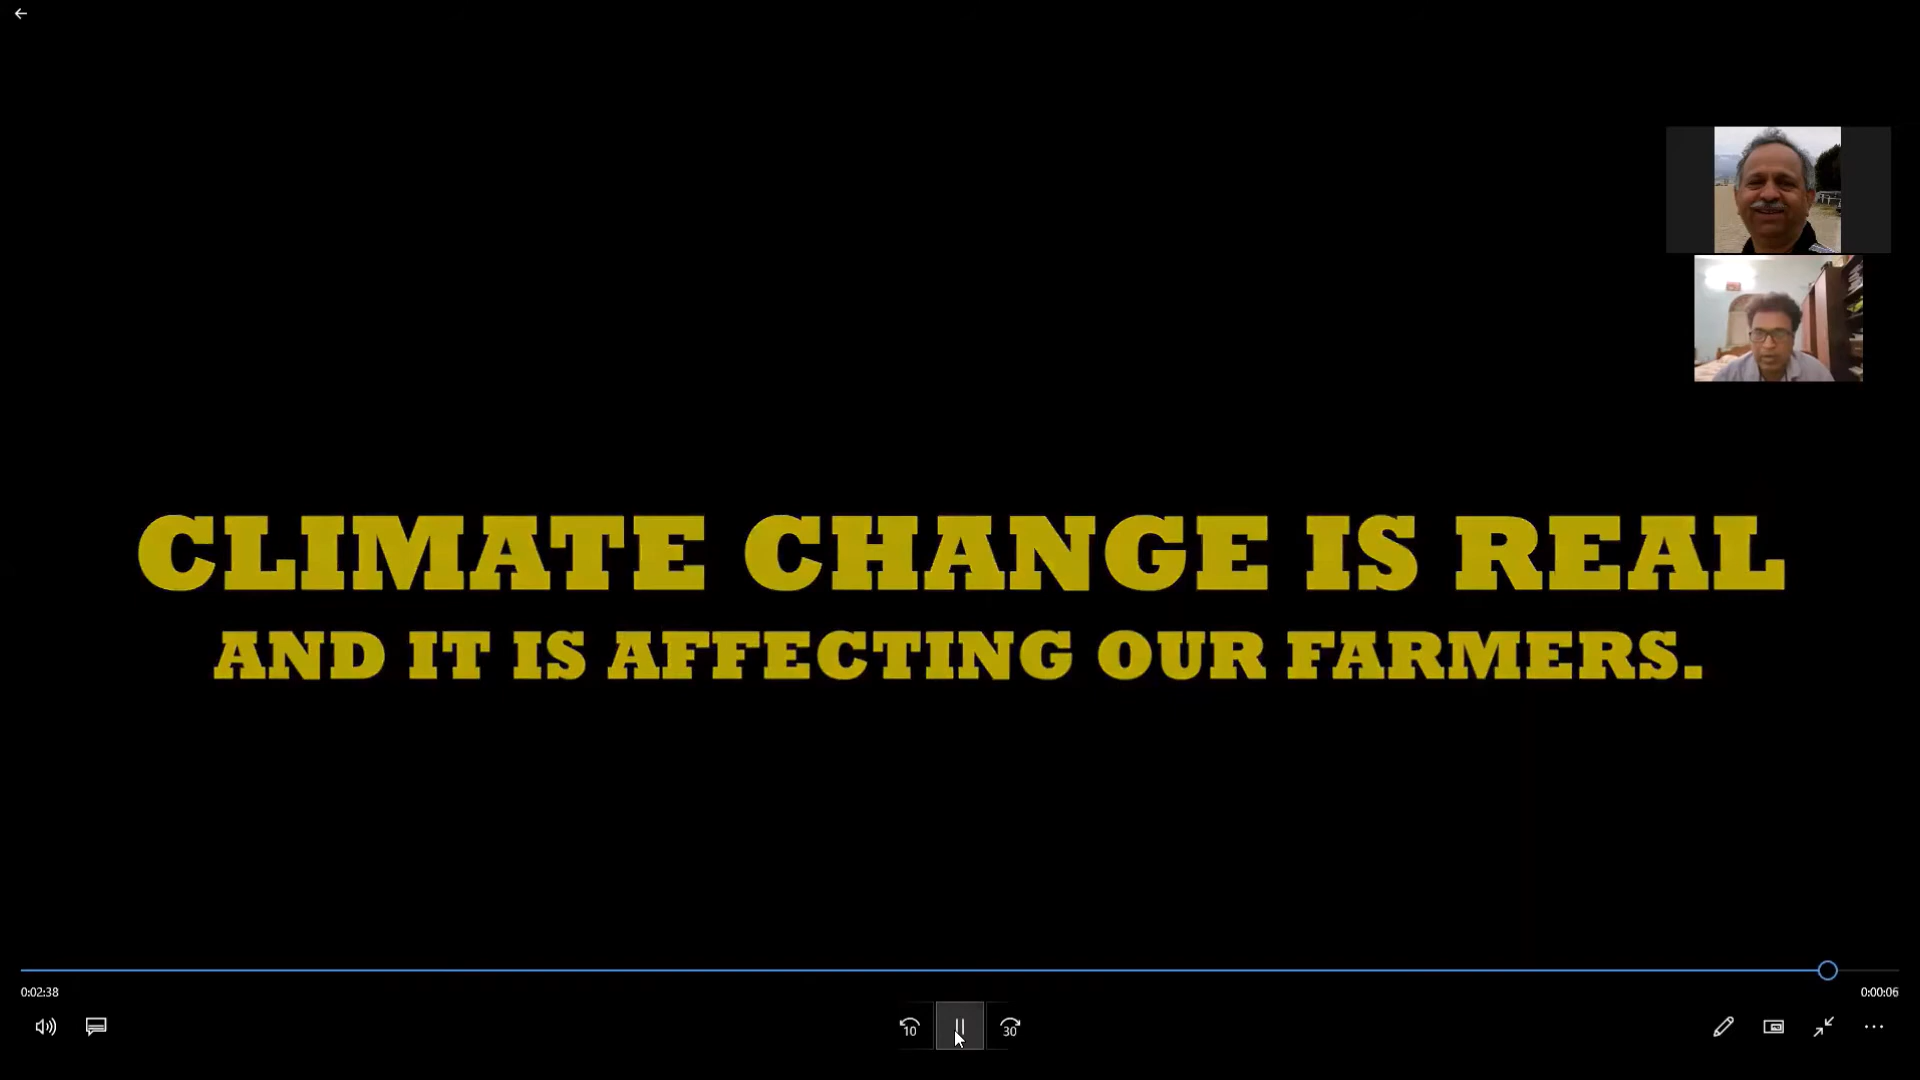 CLIMATE CHANGE IS REAL
AND IT IS AFFECTING OUR FARMERS.
0:02:38
0:00:06
10
30